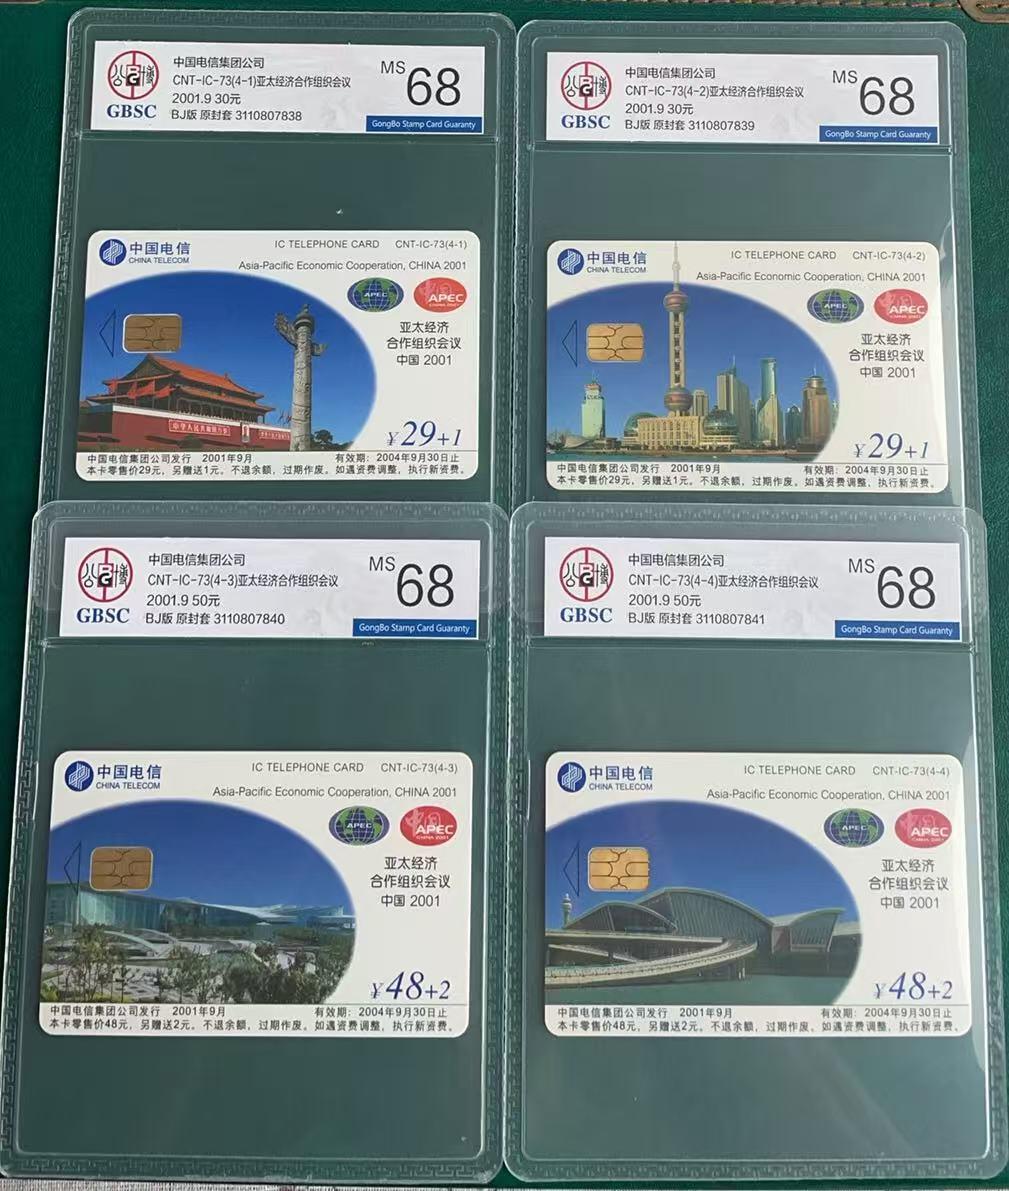 GBSC
中国电信集团公司
CNT-IC-73(4-1)亚太经济合作组织会议
2001.9 30元
BJ版 原封套 3110807838
MS 68
GongBo Stamp Card Guaranty
中国电信
CHINA TELECOM
IC TELEPHONE CARD CNT-IC-73(4-1)
Asia-Pacific Economic Cooperation, CHINA 2001
APEC
APEC
CHINA 2001
亚太经济
合作组织会议
中国 2001
¥29+1
中国电信集团公司发行 2001年9月 有效期：2004年9月30日止
本卡零售价29元，另赠送1元。不退余额，过期作废。如遇资费调整，执行新资费。
GBSC
中国电信集团公司
CNT-IC-73(4-2)亚太经济合作组织会议
2001.9 30元
BJ版 原封套 3110807839
MS 68
GongBo Stamp Card Guaranty
中国电信
CHINA TELECOM
IC TELEPHONE CARD CNT-IC-73(4-2)
Asia-Pacific Economic Cooperation, CHINA 2001
APEC
APEC
CHINA 2001
亚太经济
合作组织会议
中国 2001
¥29+1
中国电信集团公司发行 2001年9月 有效期：2004年9月30日止
本卡零售价29元，另赠送1元。不退余额，过期作废。如遇资费调整，执行新资费。
GBSC
中国电信集团公司
CNT-IC-73(4-3)亚太经济合作组织会议
2001.9 50元
BJ版 原封套 3110807840
MS 68
GongBo Stamp Card Guaranty
中国电信
CHINA TELECOM
IC TELEPHONE CARD CNT-IC-73(4-3)
Asia-Pacific Economic Cooperation, CHINA 2001
APEC
APEC
CHINA 2001
亚太经济
合作组织会议
中国 2001
¥48+2
中国电信集团公司发行 2001年9月 有效期：2004年9月30日止
本卡零售价48元，另赠送2元。不退余额，过期作废。如遇资费调整，执行新资费。
GBSC
中国电信集团公司
CNT-IC-73(4-4)亚太经济合作组织会议
2001.9 50元
BJ版 原封套 3110807841
MS 68
GongBo Stamp Card Guaranty
中国电信
CHINA TELECOM
IC TELEPHONE CARD CNT-IC-73(4-4)
Asia-Pacific Economic Cooperation, CHINA 2001
APEC
APEC
CHINA 2001
亚太经济
合作组织会议
中国 2001
¥48+2
中国电信集团公司发行 2001年9月 有效期：2004年9月30日止
本卡零售价48元，另赠送2元。不退余额，过期作废。如遇资费调整，执行新资费。